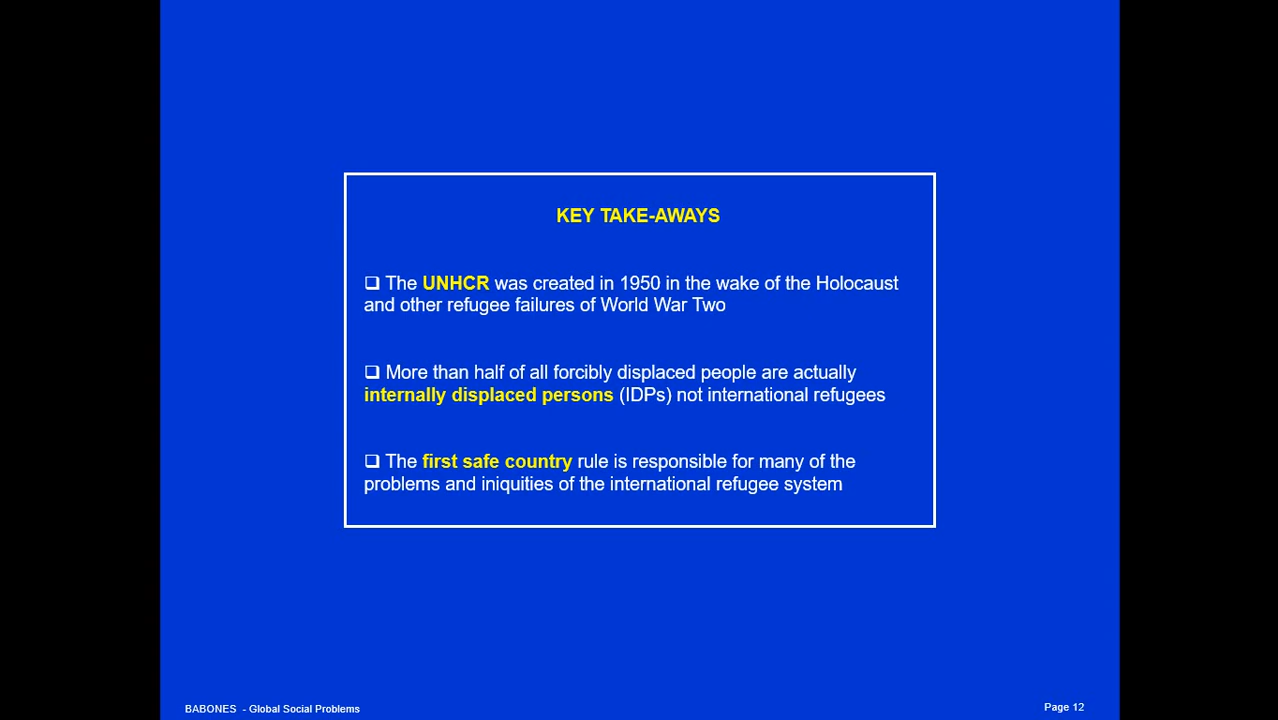 KEY TAKE-AWAYS
❑ The UNHCR was created in 1950 in the wake of the Holocaust
and other refugee failures of World War Two
❑ More than half of all forcibly displaced people are actually
internally displaced persons (IDPs) not international refugees
❑ The first safe country rule is responsible for many of the
problems and iniquities of the international refugee system
BABONES - Global Social Problems
Page 12